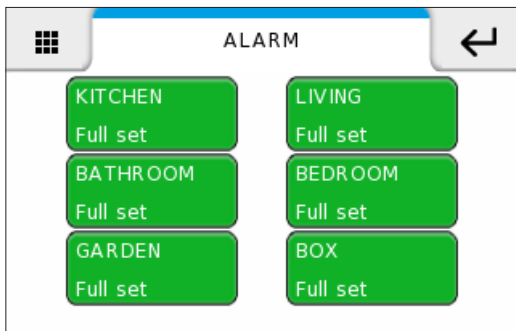 ALARM
KITCHEN
Full set
LIVING
Full set
BATHROOM
Full set
BEDROOM
Full set
GARDEN
Full set
BOX
Full set